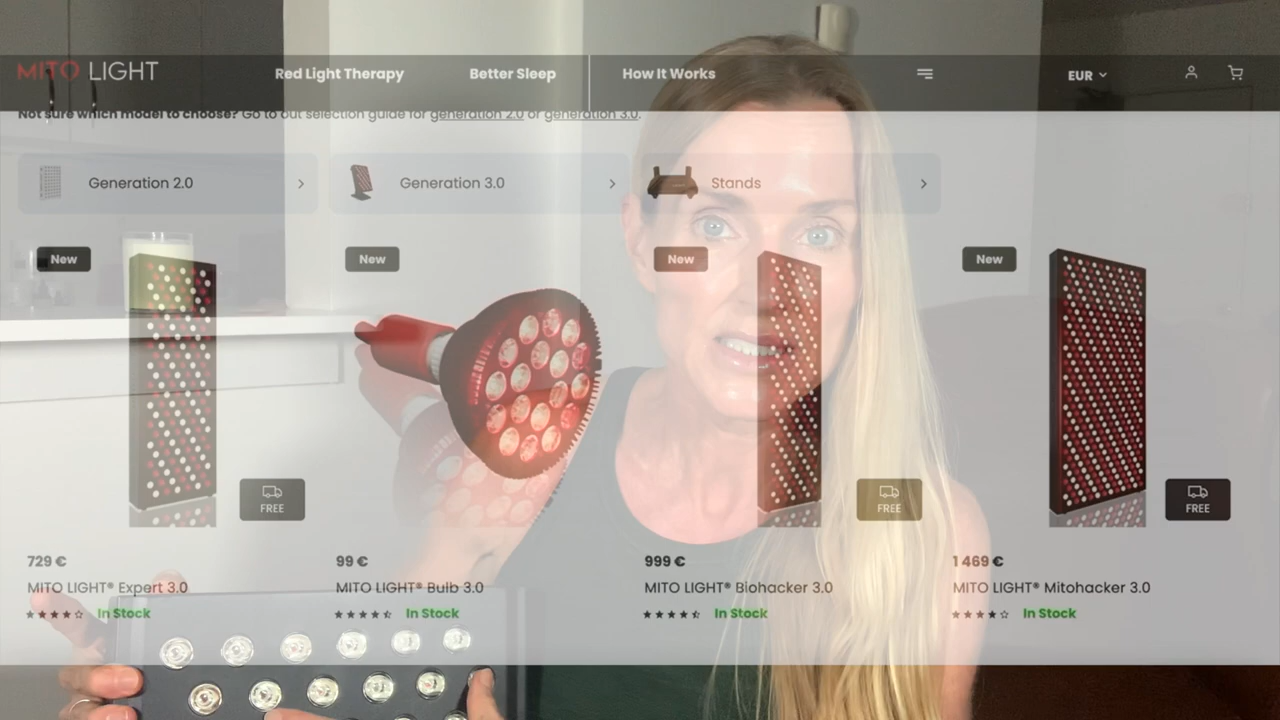 MITO LIGHT
Red Light Therapy
Better Sleep
How It Works
EUR
Not sure which model to choose? Go to out selection guide for generation 2.0 or generation 3.0.
Generation 2.0
Generation 3.0
Stands
New
New
New
New
FREE
FREE
FREE
729 €
99 €
999 €
1 469 €
MITO LIGHT® Expert 3.0
MITO LIGHT® Bulb 3.0
MITO LIGHT® Biohacker 3.0
MITO LIGHT® Mitohacker 3.0
In Stock
In Stock
In Stock
In Stock